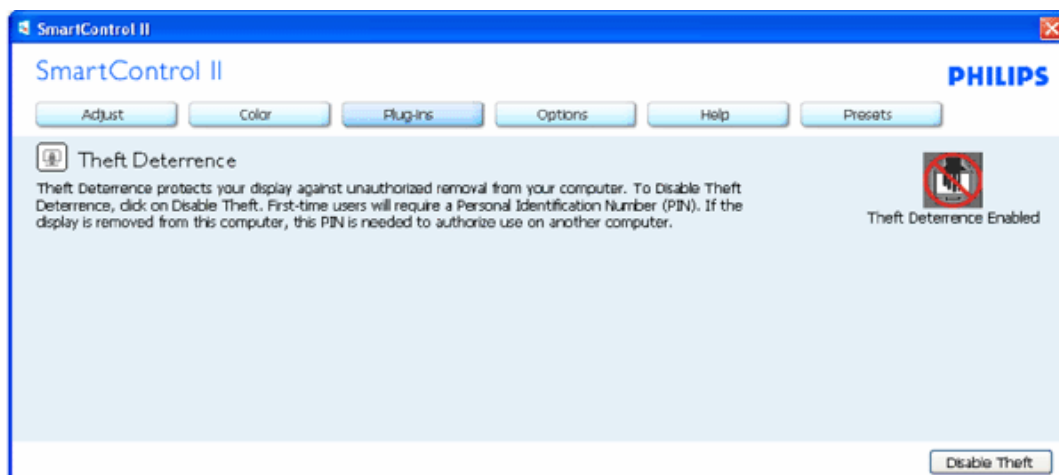 SmartControl II
SmartControl II
PHILIPS
Adjust Color Plug-Ins Options Help Presets
Theft Deterrence
Theft Deterrence protects your display against unauthorized removal from your computer. To Disable Theft
Deterrence, click on Disable Theft. First-time users will require a Personal Identification Number (PIN). If the
display is removed from this computer, this PIN is needed to authorize use on another computer.
Theft Deterrence Enabled
Disable Theft